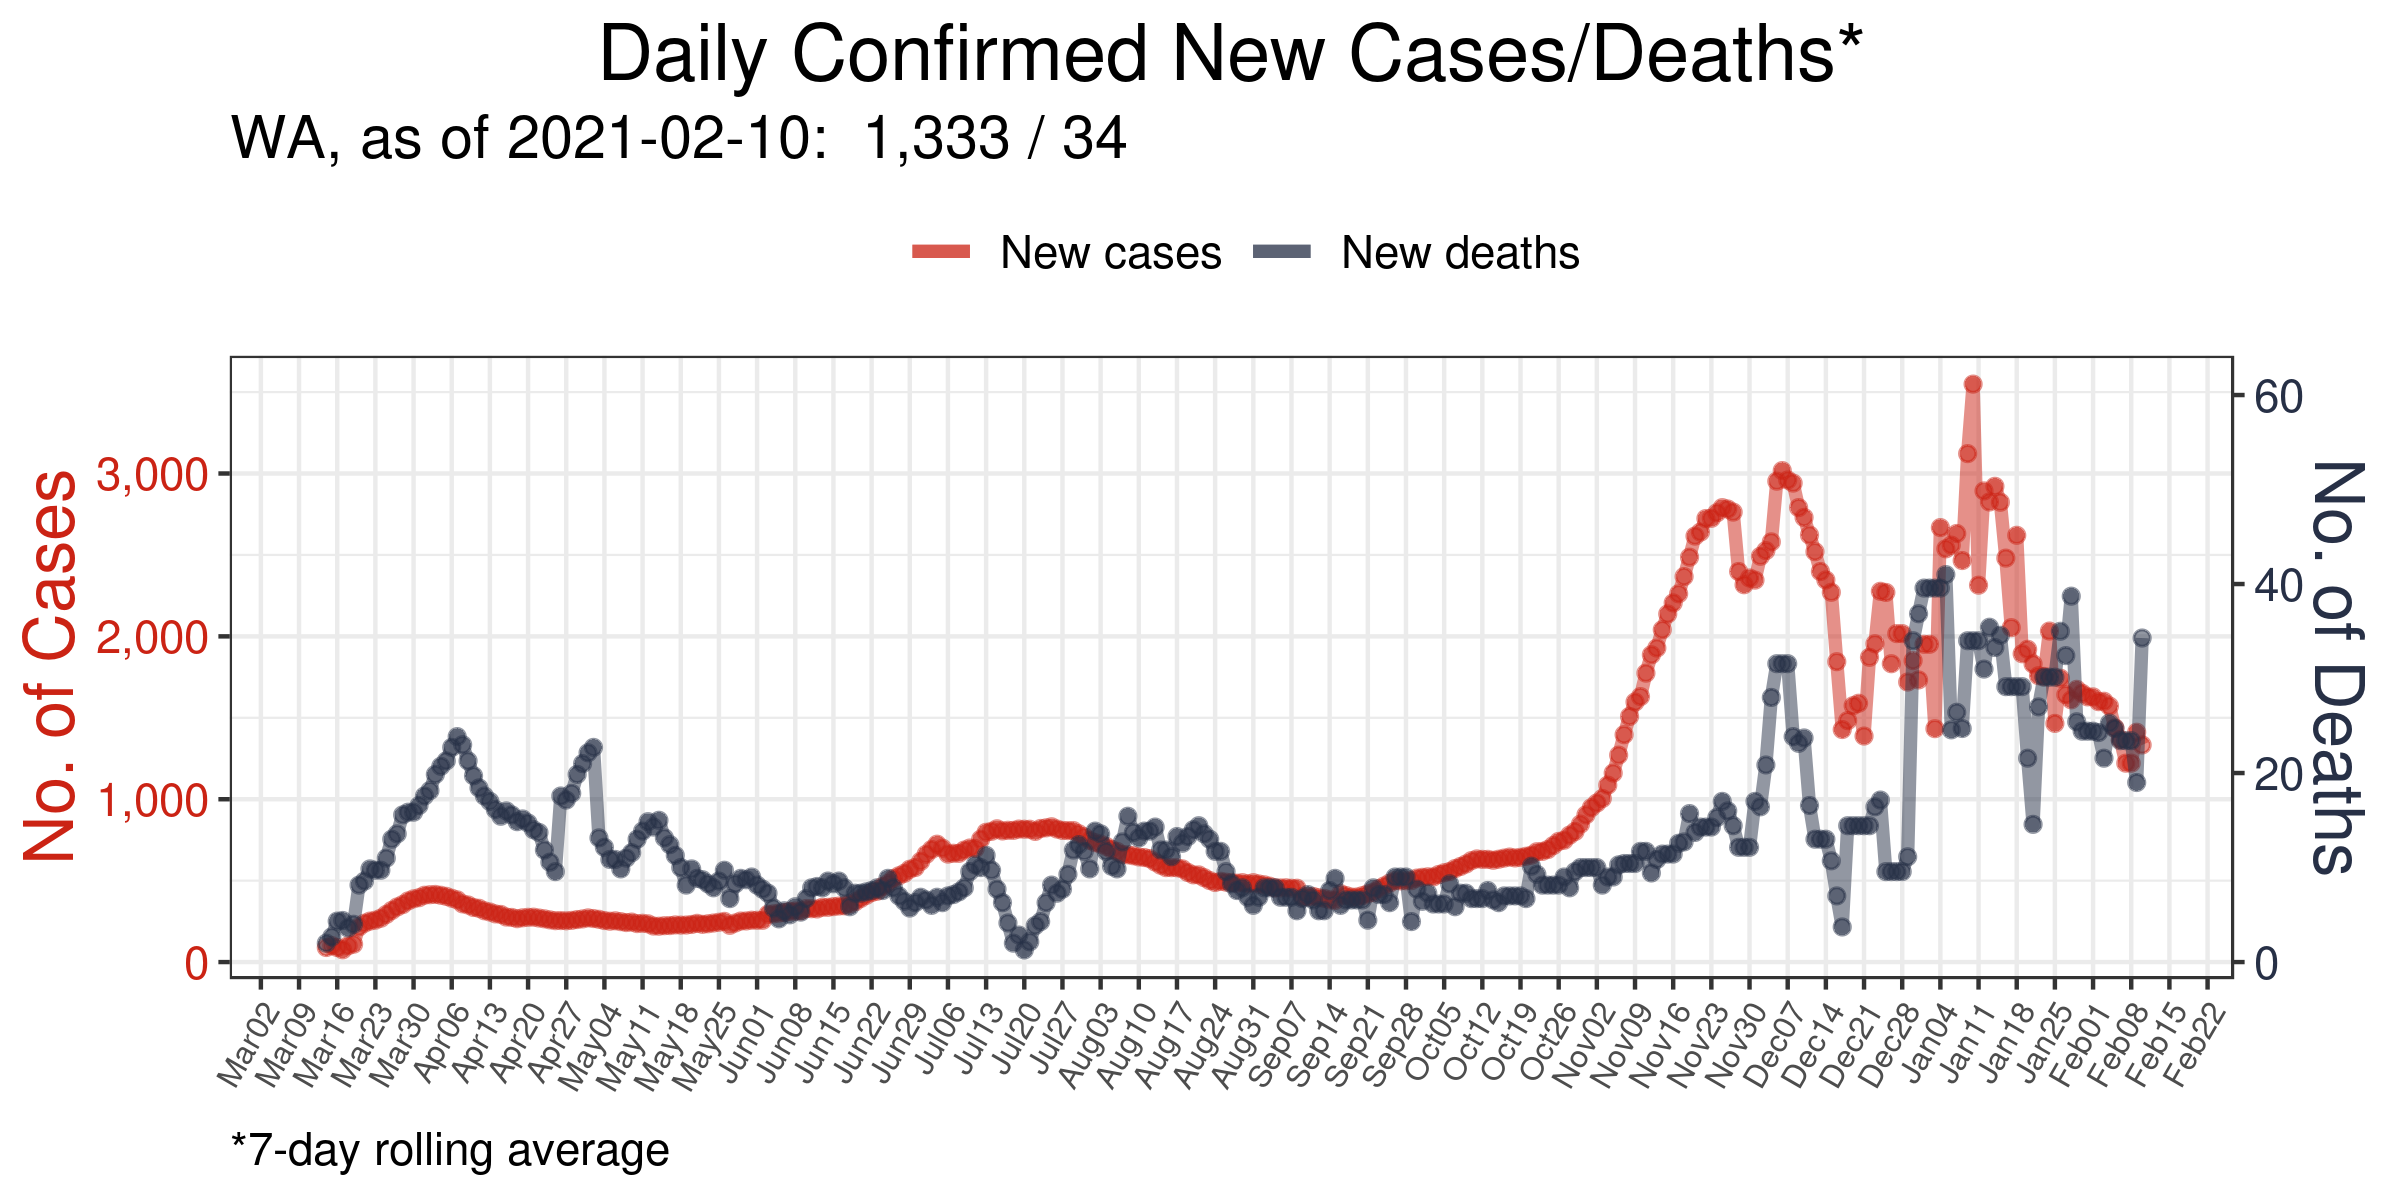 Daily Confirmed New Cases/Deaths*
WA, as of 2021-02-10:  1,333 / 34
New cases
New deaths
No. of Cases
3,000
2,000
1,000
0
60
40
20
0
No. of Deaths
Mar02
Mar09
Mar16
Mar23
Mar30
Apr06
Apr13
Apr20
Apr27
May04
May11
May18
May25
Jun01
Jun08
Jun15
Jun22
Jun29
Jul06
Jul13
Jul20
Jul27
Aug03
Aug10
Aug17
Aug24
Aug31
Sep07
Sep14
Sep21
Sep28
Oct05
Oct12
Oct19
Oct26
Nov02
Nov09
Nov16
Nov23
Nov30
Dec07
Dec14
Dec21
Dec28
Jan04
Jan11
Jan18
Jan25
Feb01
Feb08
Feb15
Feb22
*7-day rolling average